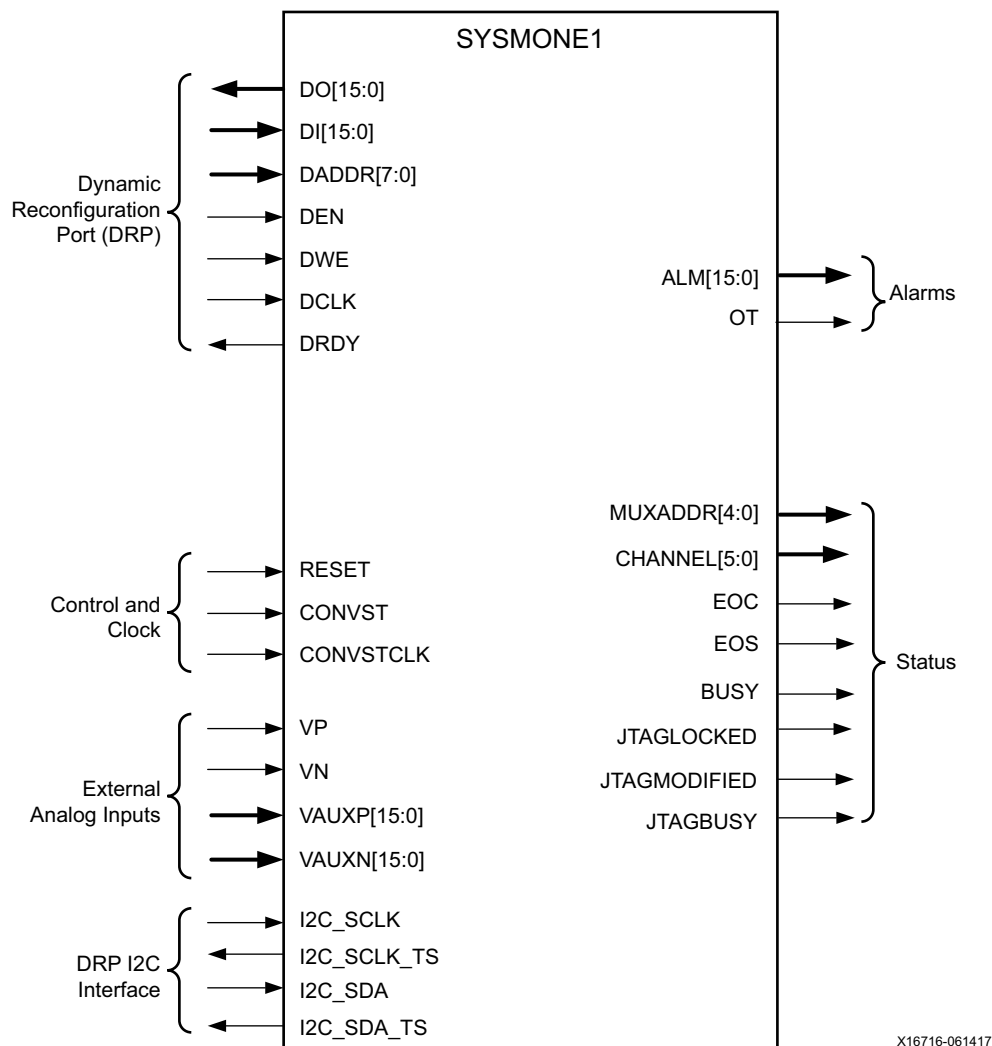 SYSMONE1
Dynamic
Reconfiguration
Port (DRP)
DO[15:0]
DI[15:0]
DADDR[7:0]
DEN
DWE
DCLK
DRDY
ALM[15:0]
OT
Alarms
Control and
Clock
RESET
CONVST
CONVSTCLK
External
Analog Inputs
VP
VN
VAUXP[15:0]
VAUXN[15:0]
DRP I2C
Interface
I2C_SCLK
I2C_SCLK_TS
I2C_SDA
I2C_SDA_TS
MUXADDR[4:0]
CHANNEL[5:0]
EOC
EOS
BUSY
JTAGLOCKED
JTAGMODIFIED
JTAGBUSY
Status
X16716-061417